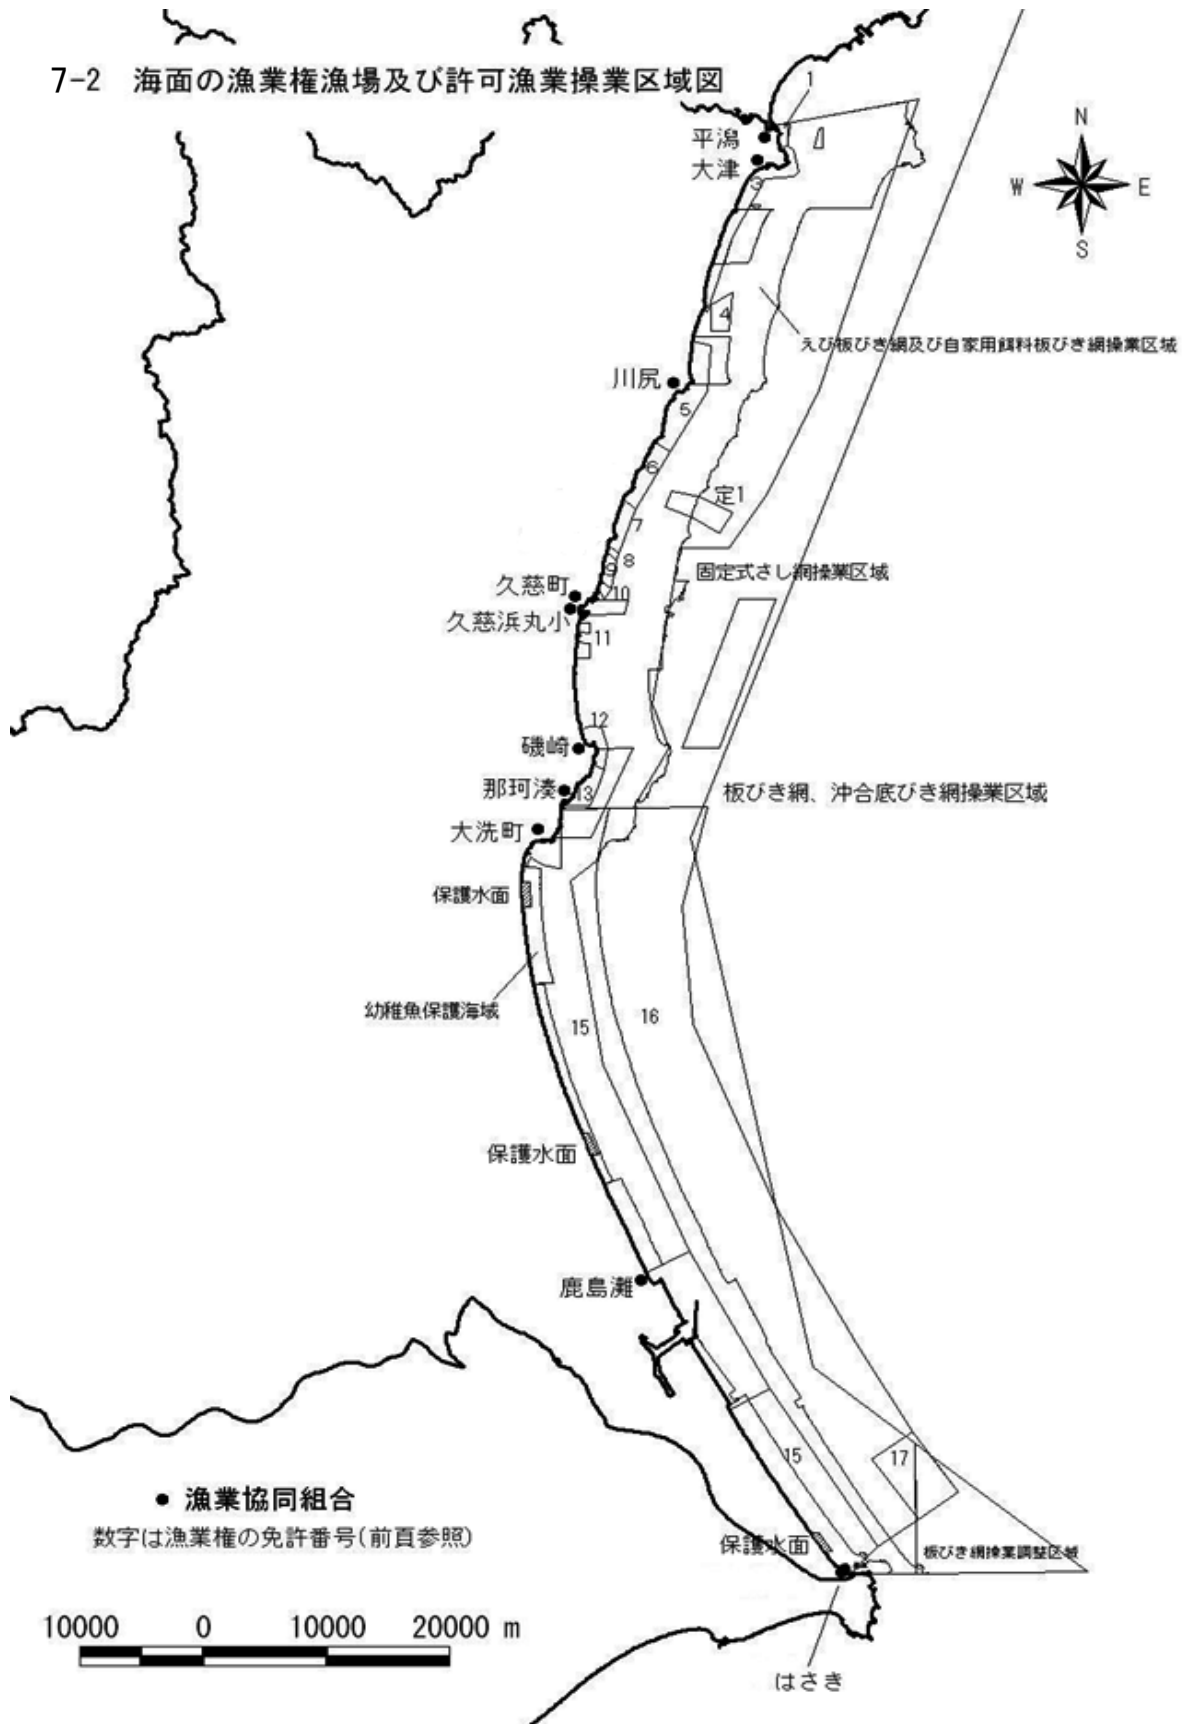 7-2 海面の漁業権漁場及び許可漁業操業区域図
1
N
平潟
大津
W
E
3
S
4
えび板びき網及び自家用餌料板びき網操業区域
川尻
5
6
定1
7
8
固定式さし網操業区域
9
久慈町
10
久慈浜丸小
11
12
磯崎
那珂湊
13
板びき網、沖合底びき網操業区域
大洗町
保護水面
幼稚魚保護海域
15
16
保護水面
鹿島灘
15
17
● 漁業協同組合
数字は漁業権の免許番号(前頁参照)
保護水面
板びき網操業調整区域
10000 0 10000 20000 m
はさき